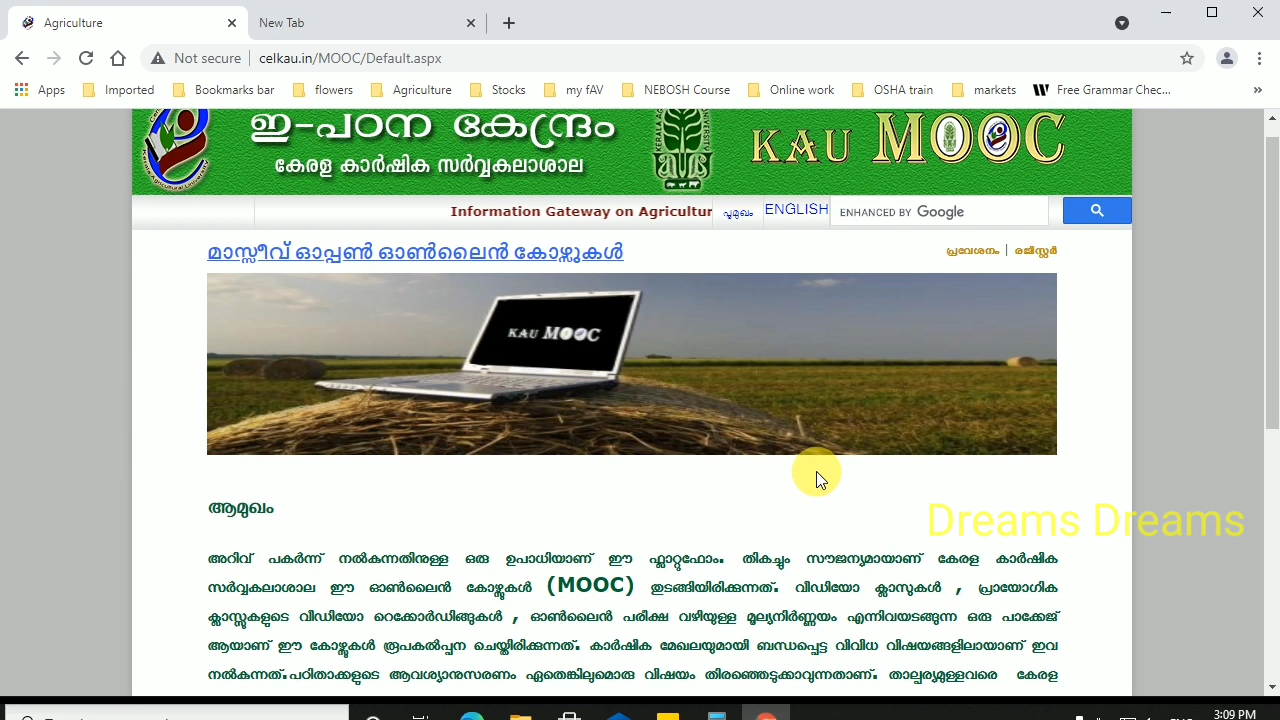 Agriculture
New Tab
Not secure
celkau.in/MOOC/Default.aspx
Apps
Imported
Bookmarks bar
flowers
Agriculture
Stocks
my fAV
NEBOSH Couse
Online work
OSHA train
markets
Free Grammar Chec...
»
ഇ-പഠന കേന്ദ്രം
കേരള കാർഷിക സർവ്വകലാശാല
KAU MOOC
Information Gateway on Agricultur
പൂമുഖം
ENGLISH
ENHANCED BY Google
മാസ്സീവ് ഓപ്പൺ ഓൺലൈൻ കോഴ്സുകൾ
പ്രവേശനം | രജിസ്റ്റർ
KAU MOOC
ആമുഖം
Dreams Dreams
അറിവ് പകർന്ന് നൽകുന്നതിനുള്ള ഒരു ഉപാധിയാണ് ഈ പ്ലാറ്റുഫോം. തികച്ചും സൗജന്യമായാണ് കേരള കാർഷിക
സർവ്വകലാശാല ഈ ഓൺലൈൻ കോഴ്സുകൾ (MOOC) തുടങ്ങിയിരിക്കുന്നത്. വിഡിയോ ക്ലാസുകൾ , പ്രായോഗിക
ക്ലാസ്സുകളുടെ വീഡിയോ റെക്കോർഡിങ്ങുകൾ , ഓൺലൈൻ പരീക്ഷ വഴിയുള്ള മൂല്യനിർണ്ണയം എന്നിവയടങ്ങുന്ന ഒരു പാക്കേജ്
ആയാണ് ഈ കോഴ്സുകൾ രൂപകൽപ്പന ചെയ്തിരിക്കുന്നത്. കാർഷിക മേഖലയുമായി ബന്ധപ്പെട്ട വിവിധ വിഷയങ്ങളിലായാണ് ഇവ
നൽകുന്നത്.പഠിതാക്കളുടെ ആവശ്യാനുസരണം ഏതെങ്കിലുമൊരു വിഷയം തിരഞ്ഞെടുക്കാവുന്നതാണ്. താല്പര്യമുള്ളവരെ കേരള
3:09 PM